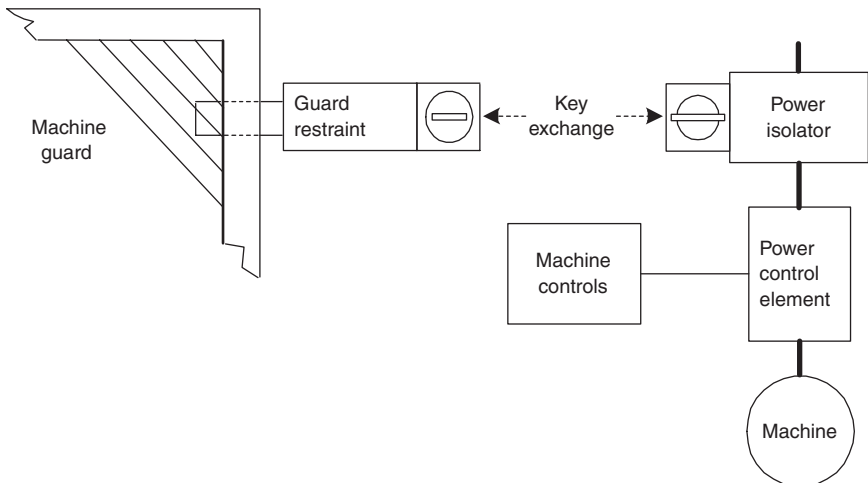 Machine
guard
Guard
restraint
Key
exchange
Power
isolator
Machine
controls
Power
control
element
Machine